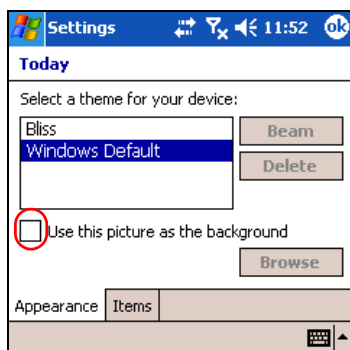 Settings 11:52 ok
Today
Select a theme for your device:
Bliss
Beam
Windows Default
Delete
Use this picture as the background
Browse
Appearance Items